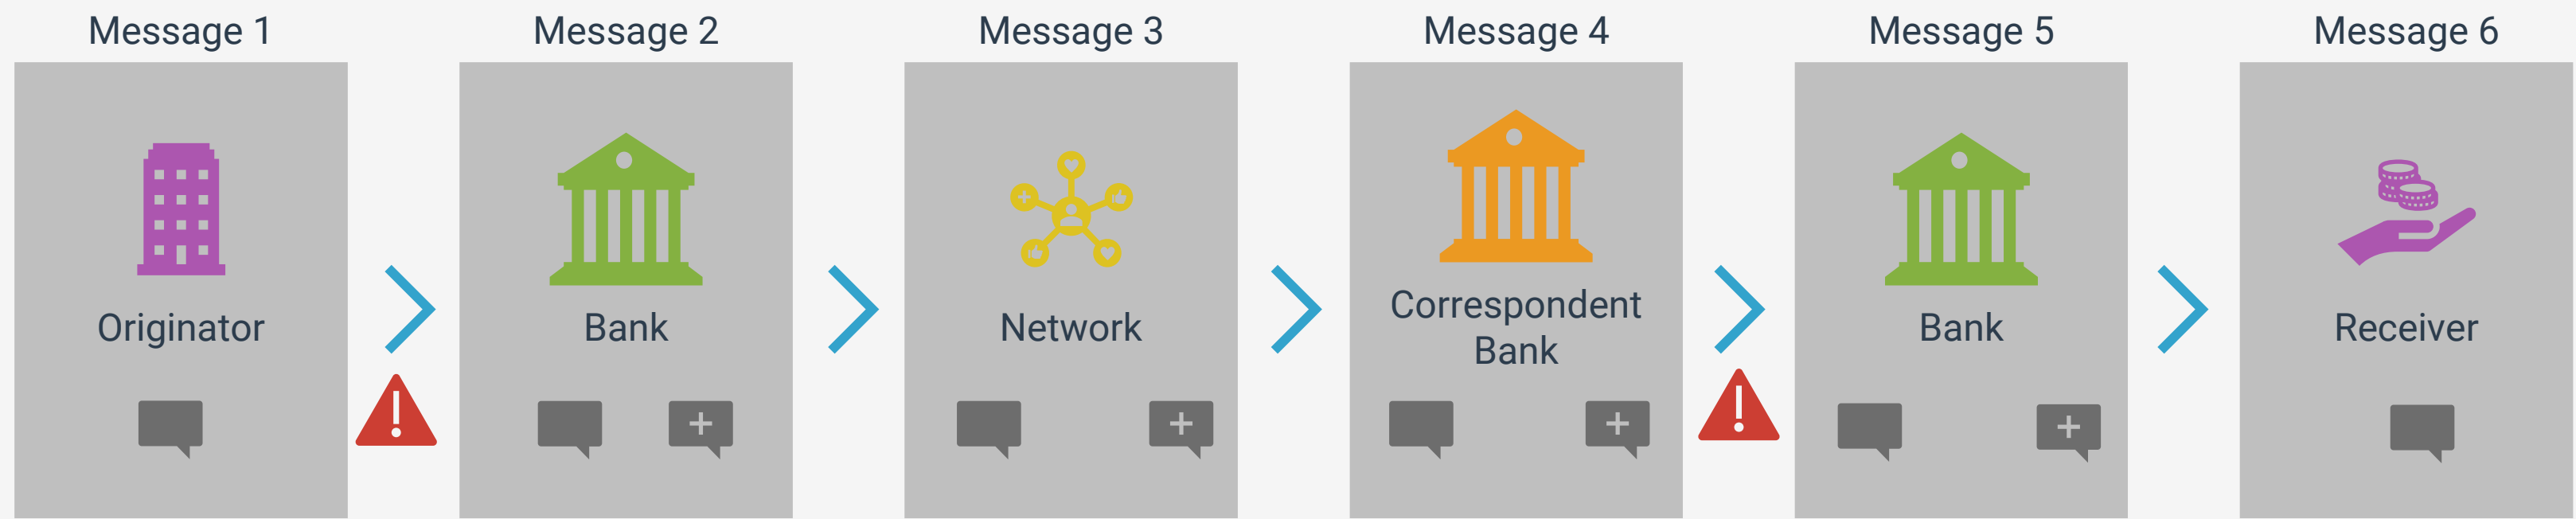 Message 1
Message 2
Message 3
Message 4
Message 5
Message 6
Originator
Bank
Network
Correspondent
Bank
Bank
Receiver